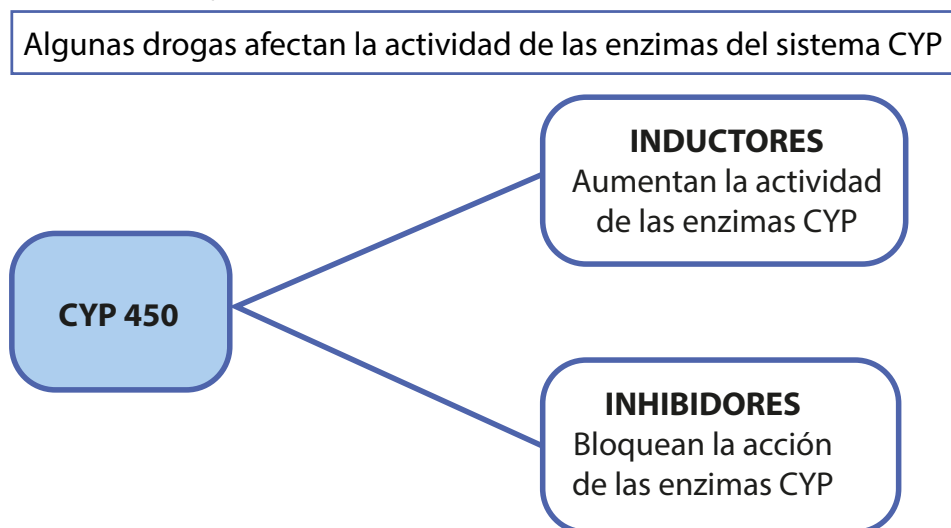 Algunas drogas afectan la actividad de las enzimas del sistema CYP
INDUCTORES
Aumentan la actividad
de las enzimas CYP
CYP 450
INHIBIDORES
Bloquean la acción
de las enzimas CYP